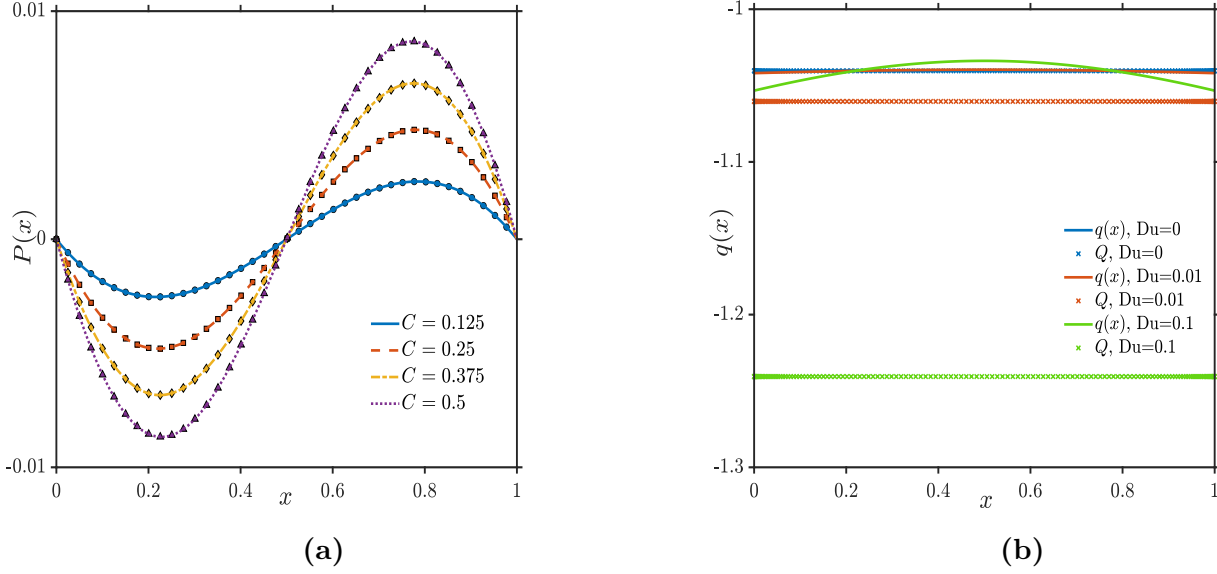 0.01
0
-0.01
P(x)
0
0.2
0.4
0.6
0.8
1
x
C = 0.125
C = 0.25
C = 0.375
C = 0.5
(a)
-1
-1.1
-1.2
-1.3
q(x)
0
0.2
0.4
0.6
0.8
1
x
q(x), Du=0
Q, Du=0
q(x), Du=0.01
Q, Du=0.01
q(x), Du=0.1
Q, Du=0.1
(b)